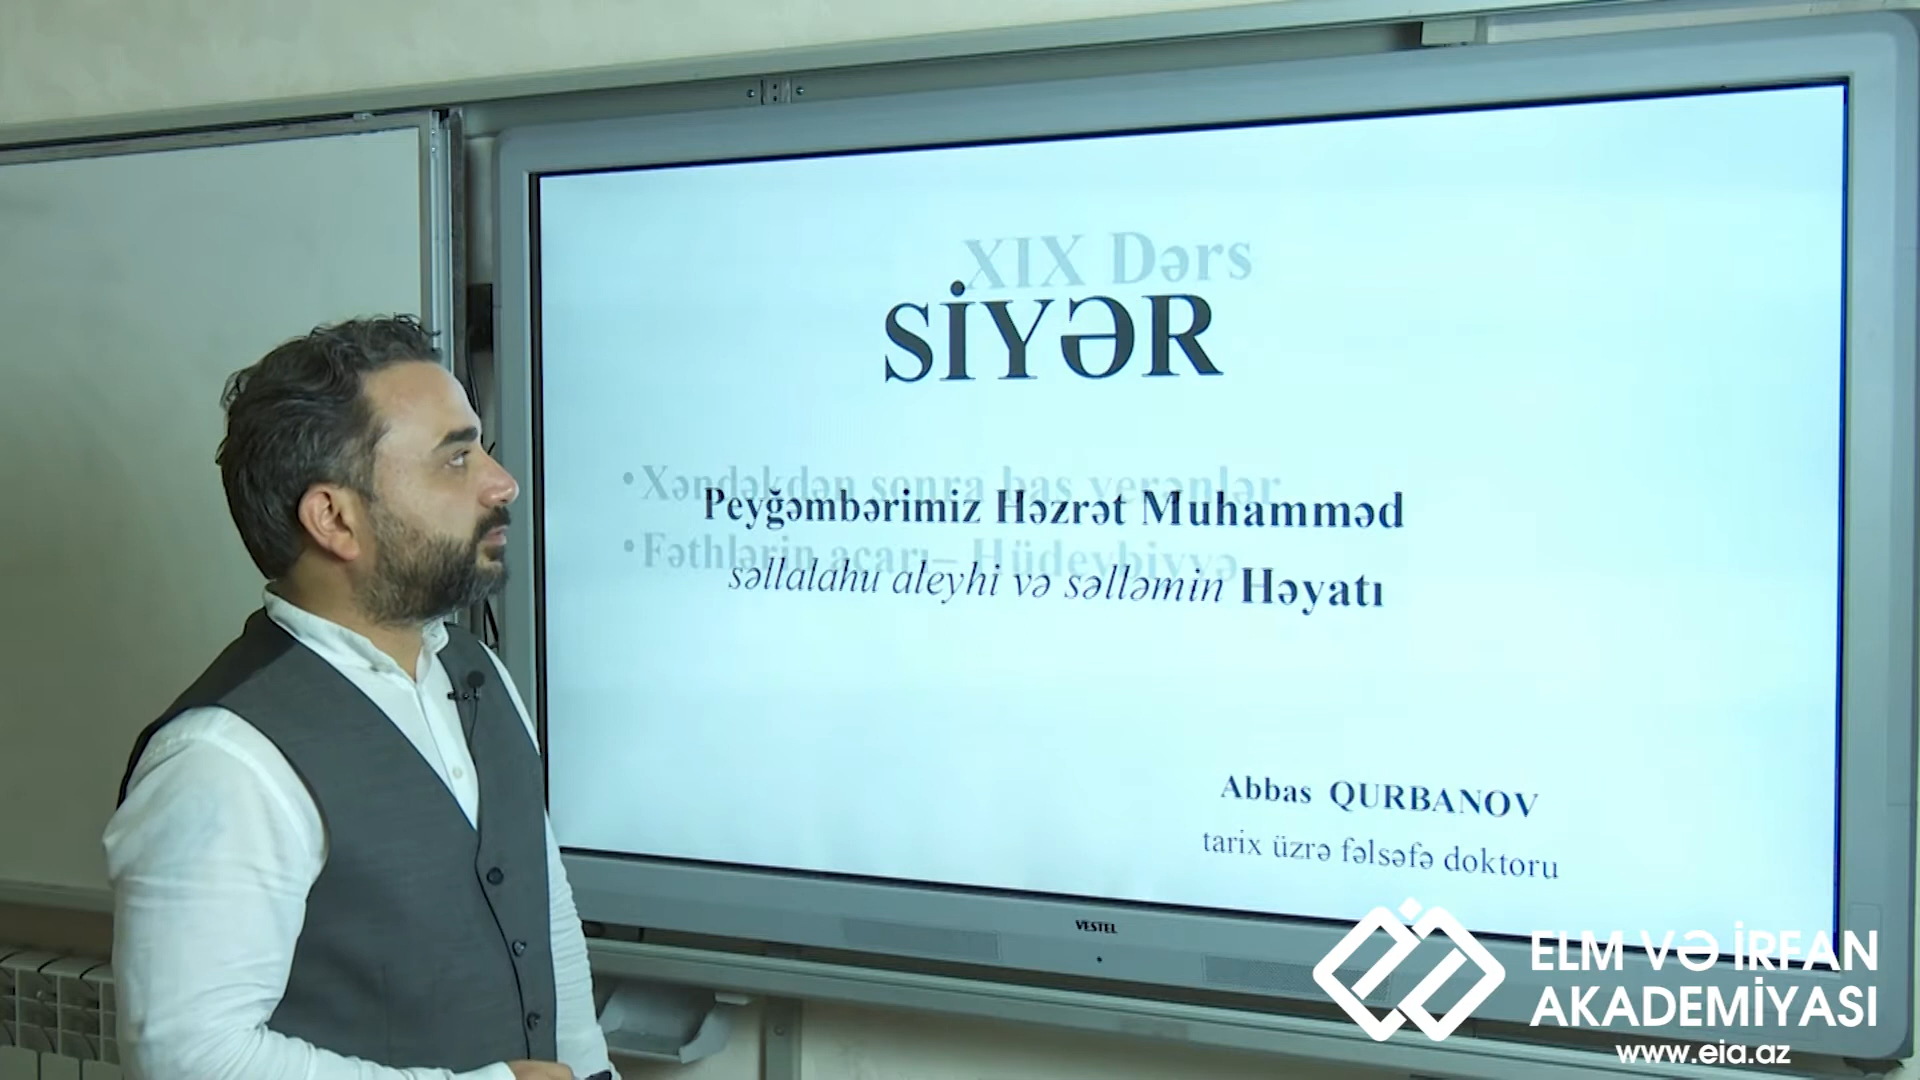 XIX Dərs
SİYƏR
• Xəndəkdən sonra baş verənlər
Peyğəmbərimiz Həzrət Muhamməd
• Fəthlərin açarı– Hüdeybiyyə
səllalahu aleyhi və səlləmin Həyatı
Abbas QURBANOV
tarix üzrə fəlsəfə doktoru
VESTEL
ELM VƏ İRFAN
AKADEMİYASI
www.eia.az